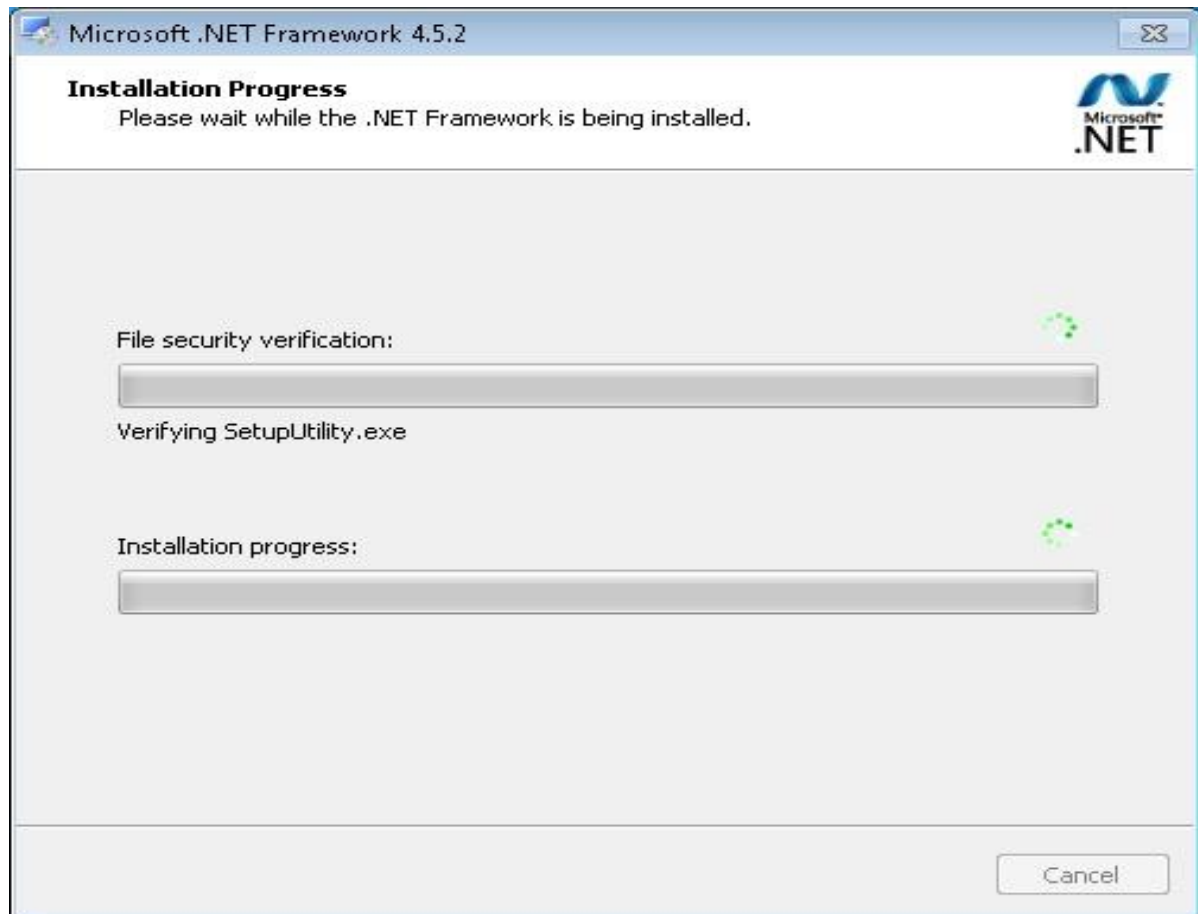 Microsoft .NET Framework 4.5.2
Installation Progress
Please wait while the .NET Framework is being installed.
Microsoft
.NET
File security verification:
Verifying SetupUtility.exe
Installation progress:
Cancel